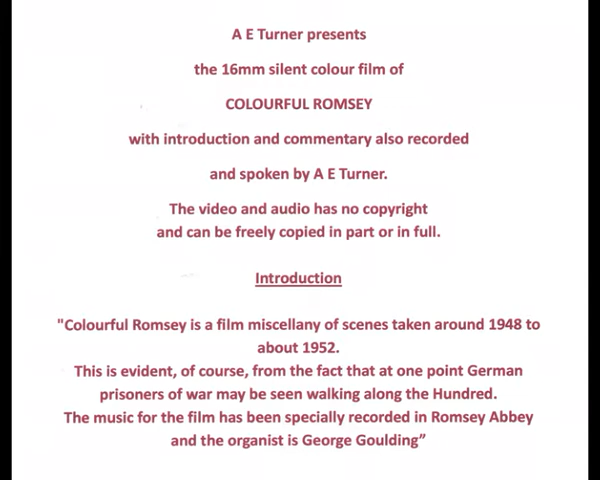 A E Turner presents
the 16mm silent colour film of
COLOURFUL ROMSEY
with introduction and commentary also recorded
and spoken by A E Turner.
The video and audio has no copyright
and can be freely copied in part or in full.
Introduction
"Colourful Romsey is a film miscellany of scenes taken around 1948 to
about 1952.
This is evident, of course, from the fact that at one point German
prisoners of war may be seen walking along the Hundred.
The music for the film has been specially recorded in Romsey Abbey
and the organist is George Goulding”